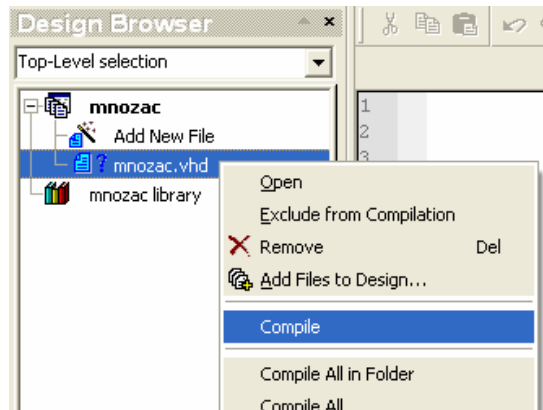 Design Browser
Top-Level selection
mnozac
Add New File
? mnozac.vhd
mnozac library
1
2
3
Open
Exclude from Compilation
Remove Del
Add Files to Design...
Compile
Compile All in Folder
Compile All